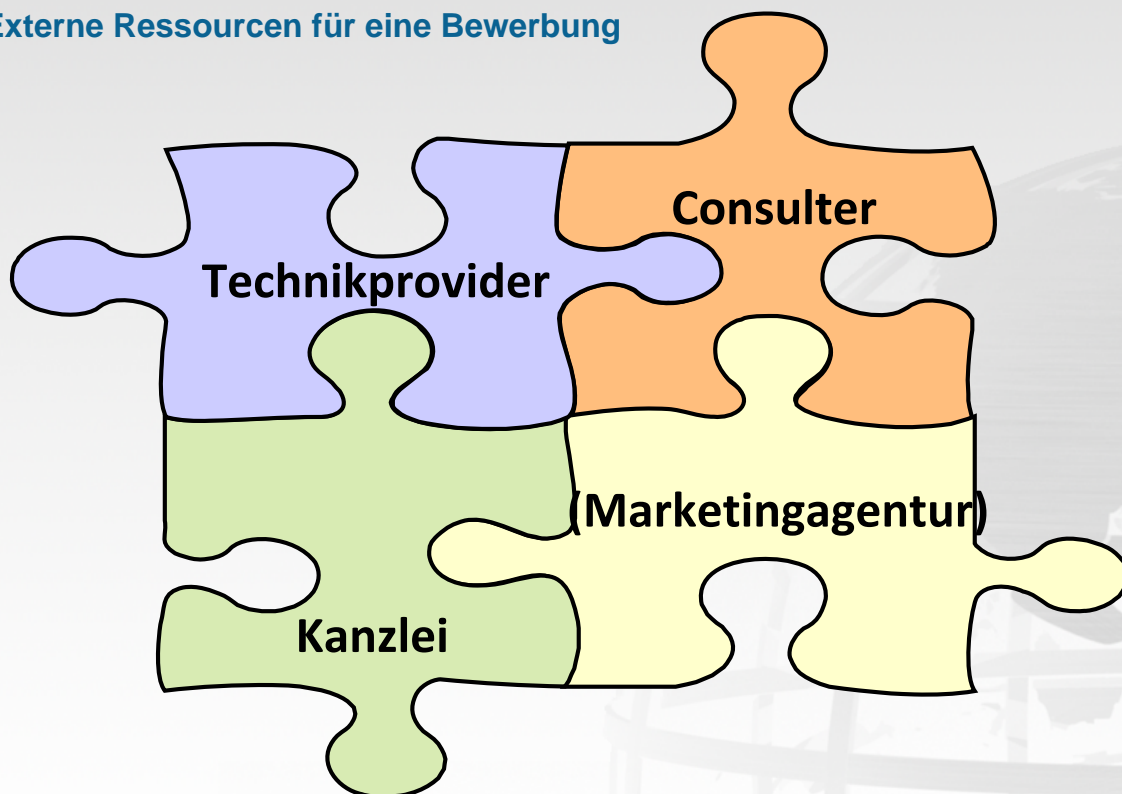 Externe Ressourcen für eine Bewerbung
Consulter
Technikprovider
(Marketingagentur)
Kanzlei